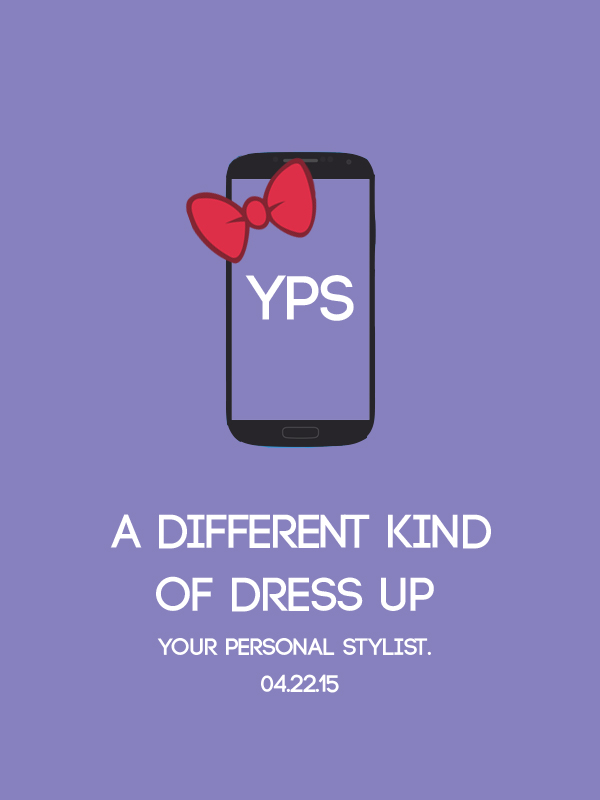 YPS
A DIFFERENT KIND
OF DRESS UP
YOUR PERSONAL STYLIST.
04.22.15